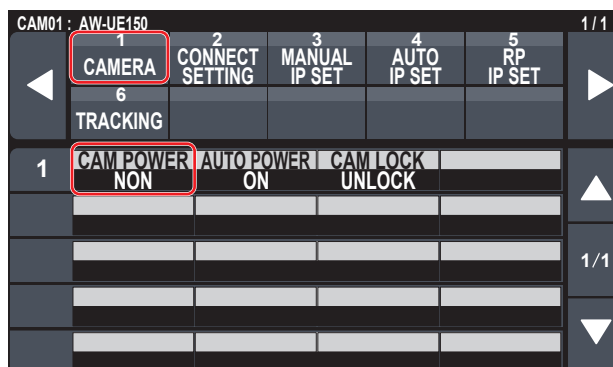 CAM01 : AW-UE150 1/1
1 2 3 4 5
CAMERA CONNECT SETTING MANUAL IP SET AUTO IP SET RP IP SET
6
TRACKING
1 CAM POWER AUTO POWER CAM LOCK
NON ON UNLOCK
1/1